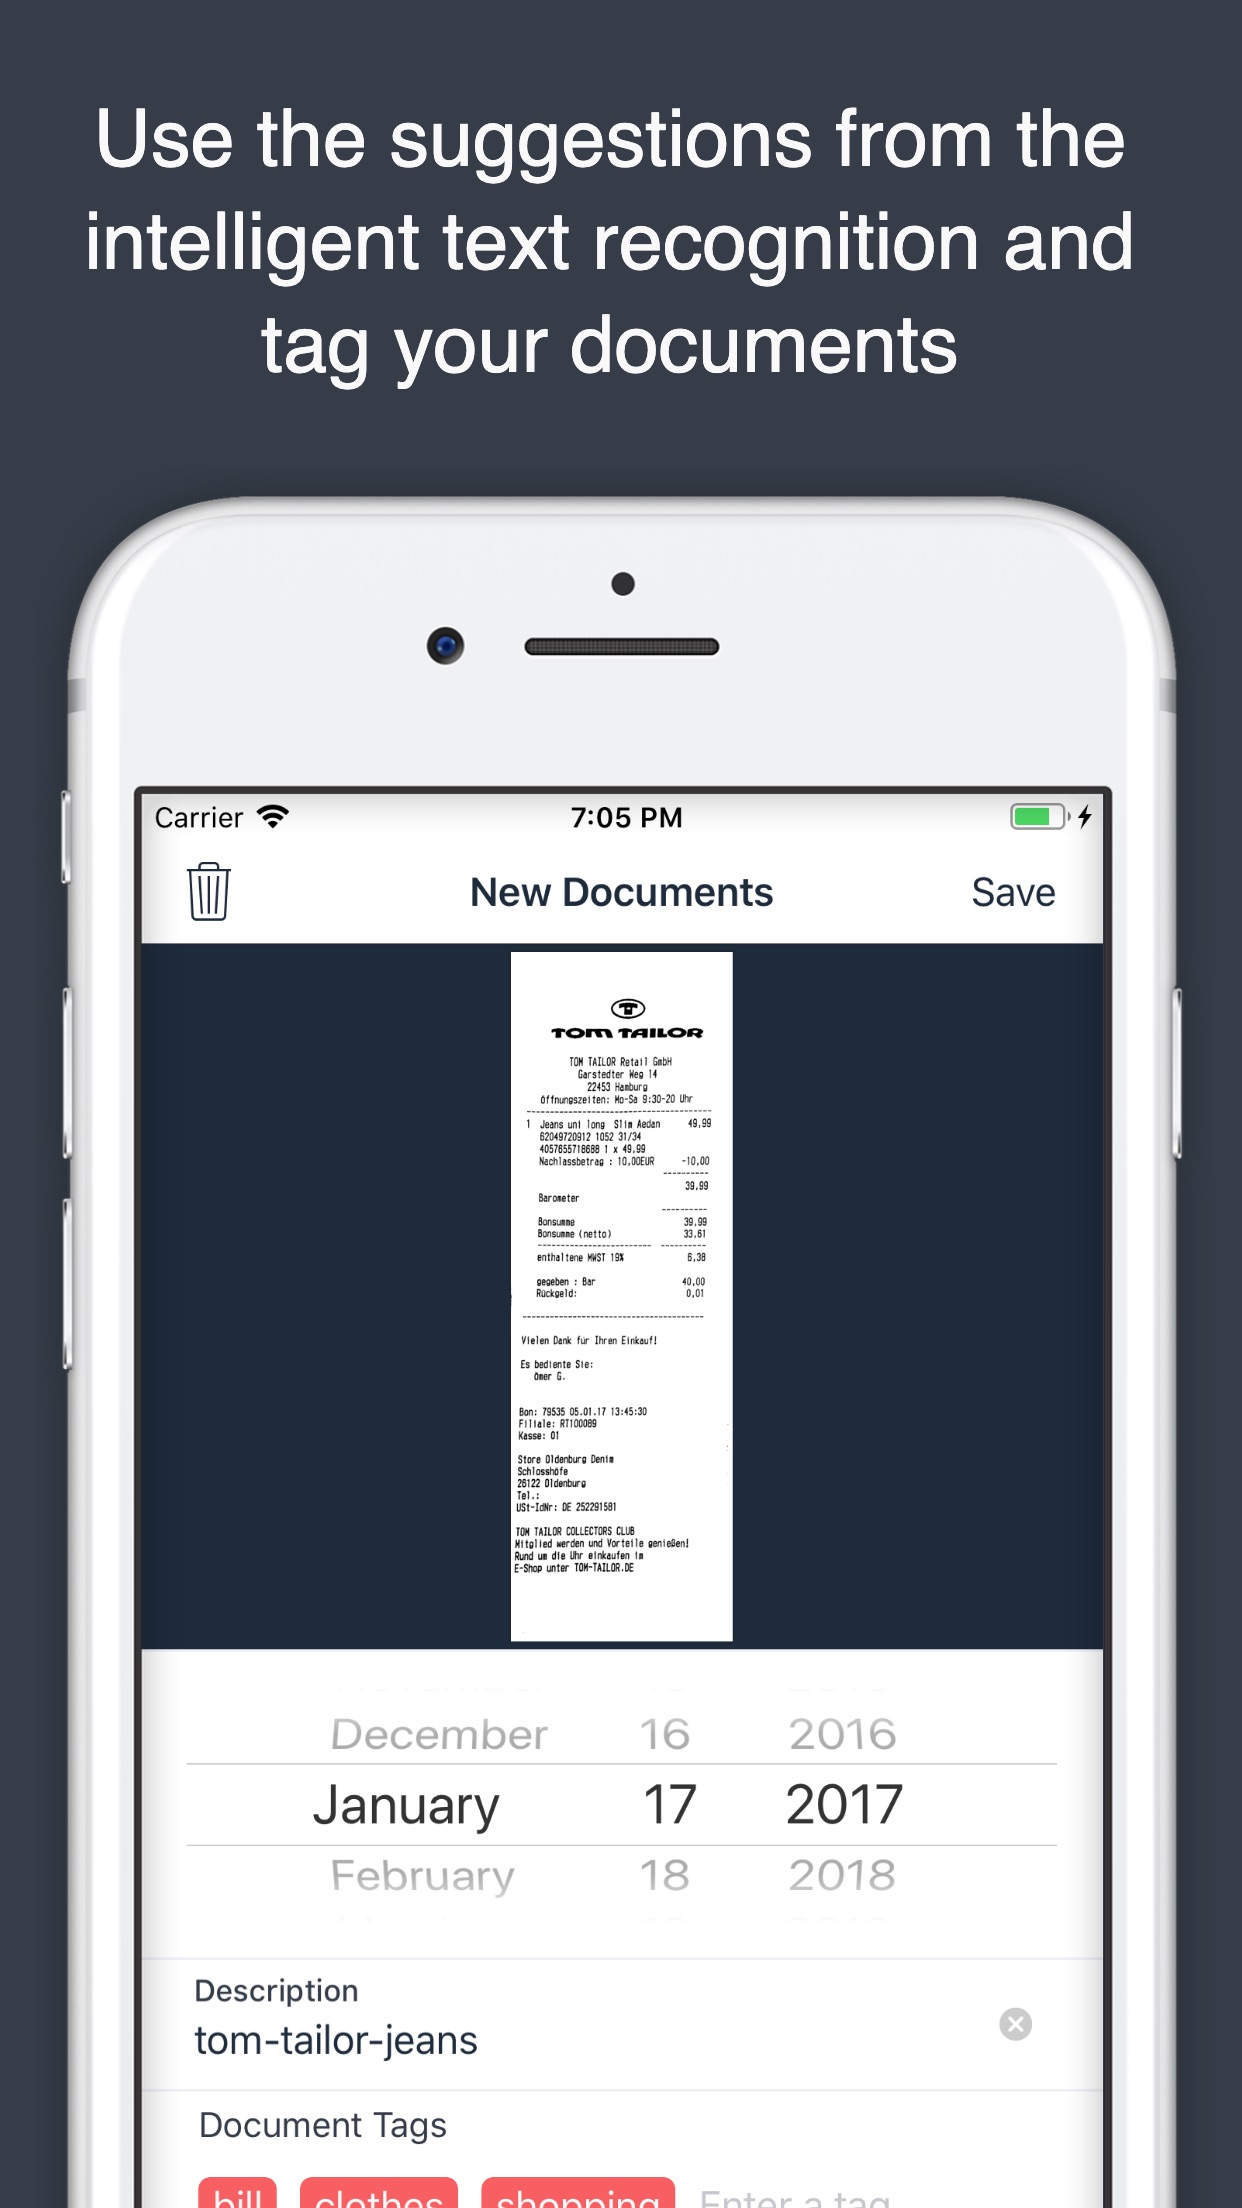 Use the suggestions from the
intelligent text recognition and
tag your documents
Carrier 7:05 PM
New Documents Save
TOM TAILOR
TOM TAILOR Retail GmbH
Garstedter Weg 14
22453 Hamburg
Öffnungszeiten: Mo-Sa 9:30-20 Uhr
1 Jeans uni long Slim Aedan 49,99
62049720912 1052 31/34
4057655718688 1 x 49,99
Nachlassbetrag : 10,00EUR -10,00
39,99
Barometer
Bonsumme 39,99
Bonsumme (netto) 33,61
enthaltene MWST 19% 6,38
gegeben : Bar 40,00
Rückgeld: 0,01
Vielen Dank für Ihren Einkauf!
Es bediente Sie:
Ömer G.
Bon: 79535 05.01.17 13:45:30
Filiale: RT100089
Kasse: 01
Store Oldenburg Denim
Schlosshöfe
26122 Oldenburg
Tel.:
USt-IdNr: DE 252291581
TOM TAILOR COLLECTORS CLUB
Mitglied werden und Vorteile genießen!
Rund um die Uhr einkaufen im
E-Shop unter TOM-TAILOR.DE
December 16 2016
January 17 2017
February 18 2018
Description
tom-tailor-jeans
Document Tags
bill clothes shopping Enter a tag